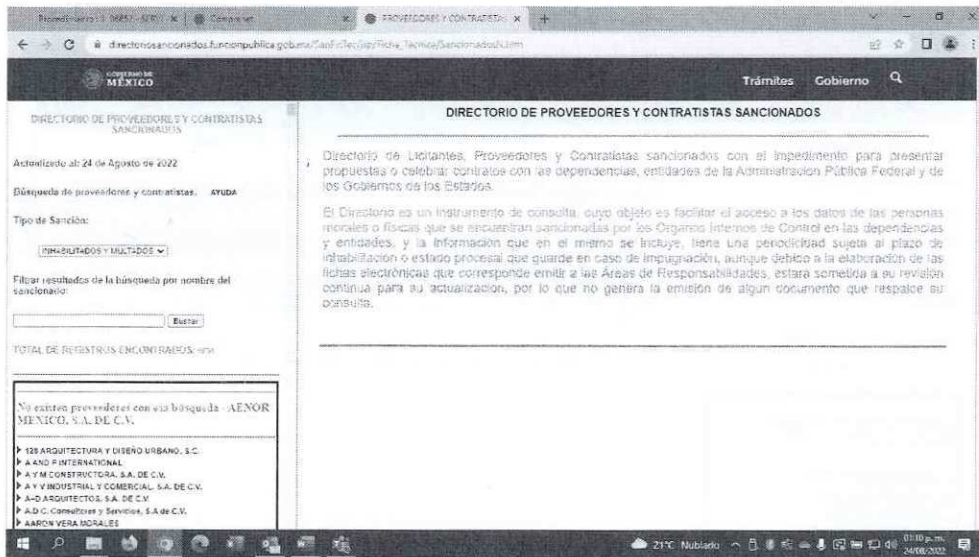 Compranet
PROVEEDORES Y CONTRATISTA
directoriosancionados.funcionpublica.gob.mx/SanFicTec/jsp/Ficha_Tecnica/SancionadosN.htm
GOBIERNO DE
MÉXICO
Trámites Gobierno
DIRECTORIO DE PROVEEDORES Y CONTRATISTAS
SANCIONADOS
Actualizado al: 24 de Agosto de 2022
Búsqueda de proveedores y contratistas. AYUDA
Tipo de Sanción:
INHABILITADOS Y MULTADOS
Filtrar resultados de la búsqueda por nombre del
sancionado:
Buscar
TOTAL DE REGISTROS ENCONTRADOS:
No existen proveedores con esa búsqueda - AENOR
MEXICO, S.A. DE C.V.
128 ARQUITECTURA Y DISEÑO URBANO, S.C.
A AND P INTERNATIONAL
A Y M CONSTRUCTORA, S.A. DE C.V.
A Y V INDUSTRIAL Y COMERCIAL, S.A. DE C.V.
A-D ARQUITECTOS, S.A. DE C.V.
A.D.C. Consultores y Servicios, S.A de C.V.
AARON VERA MORALES
DIRECTORIO DE PROVEEDORES Y CONTRATISTAS SANCIONADOS
Directorio de Licitantes, Proveedores y Contratistas sancionados con el impedimento para presentar
propuestas o celebrar contratos con las dependencias, entidades de la Administración Pública Federal y de
los Gobiernos de los Estados.
El Directorio es un instrumento de consulta, cuyo objeto es facilitar el acceso a los datos de las personas
morales o físicas que se encuentran sancionadas por los Órganos Internos de Control en las dependencias
y entidades, y la información que en el mismo se incluye, tiene una periodicidad sujeta al plazo de
inhabilitación o estado procesal que guarde en caso de impugnación, aunque debido a la elaboración de las
fichas electrónicas que corresponde emitir a las Áreas de Responsabilidades, estará sometida a su revisión
continua para su actualización, por lo que no genera la emisión de algún documento que respalde su
consulta.
21°C Nublado
01:10 p. m.
24/08/2022